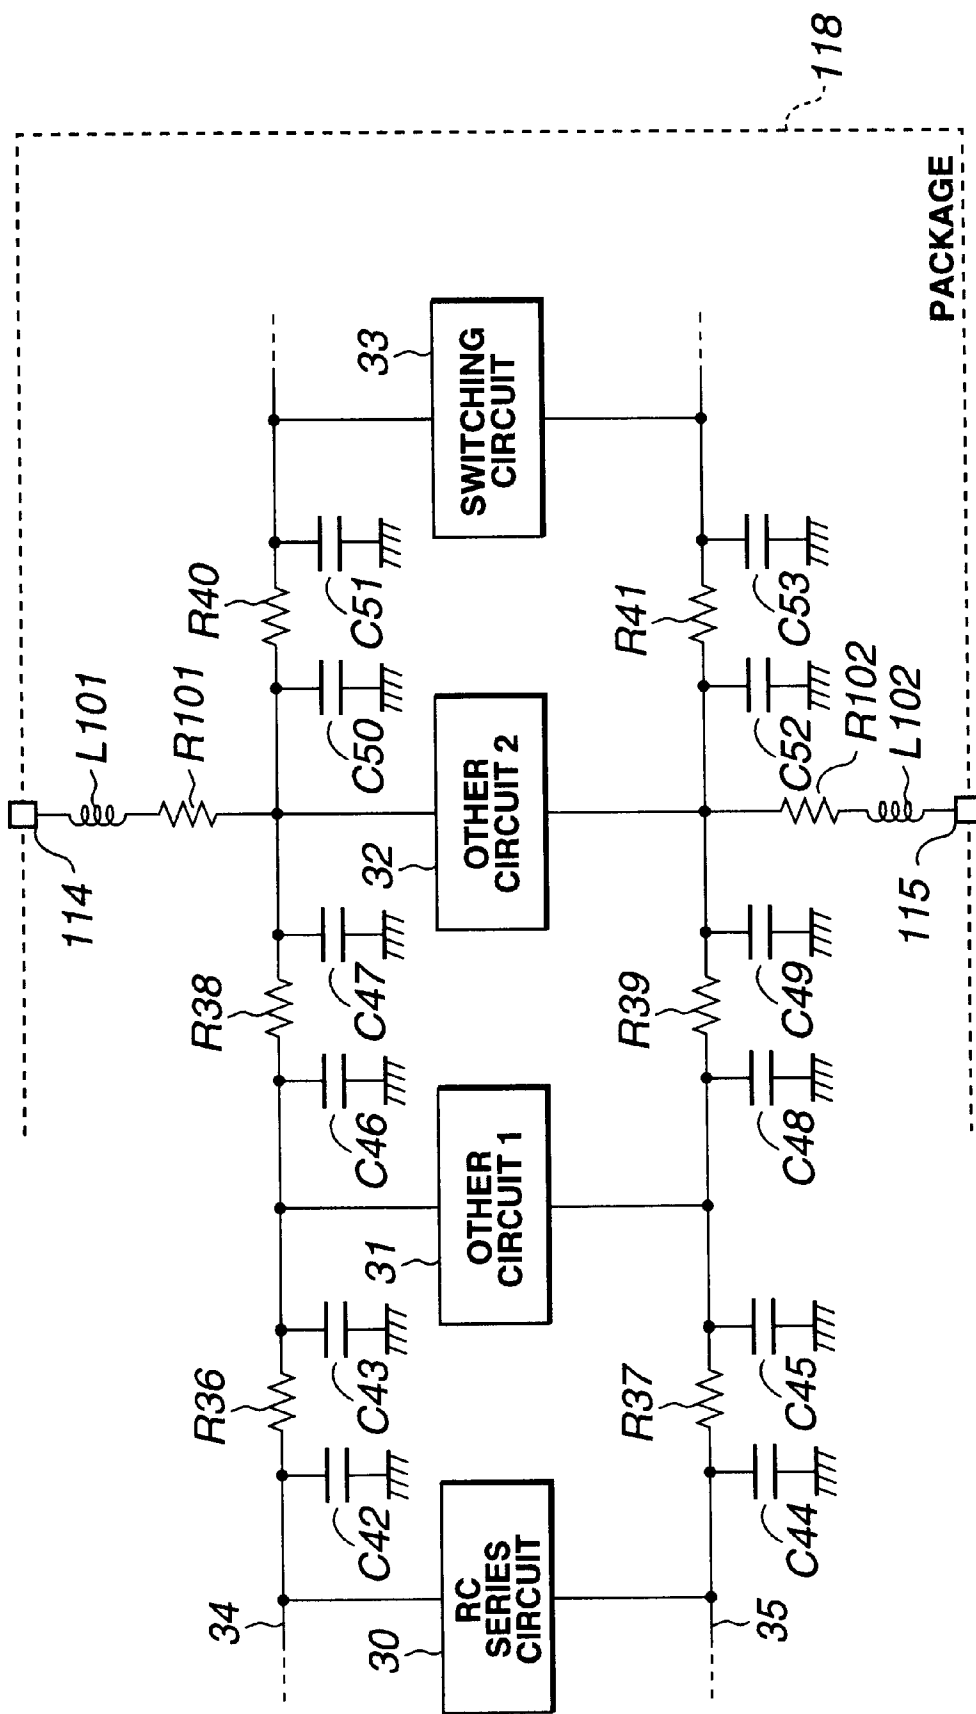 114
L101
R101
R36
R38
R40
34
C42
C43
C46
C47
C50
C51
30
31
32
33
RC
SERIES
CIRCUIT
OTHER
CIRCUIT 1
OTHER
CIRCUIT 2
SWITCHING
CIRCUIT
R37
R39
R41
35
C44
C45
C48
C49
C52
C53
118
R102
L102
115
PACKAGE